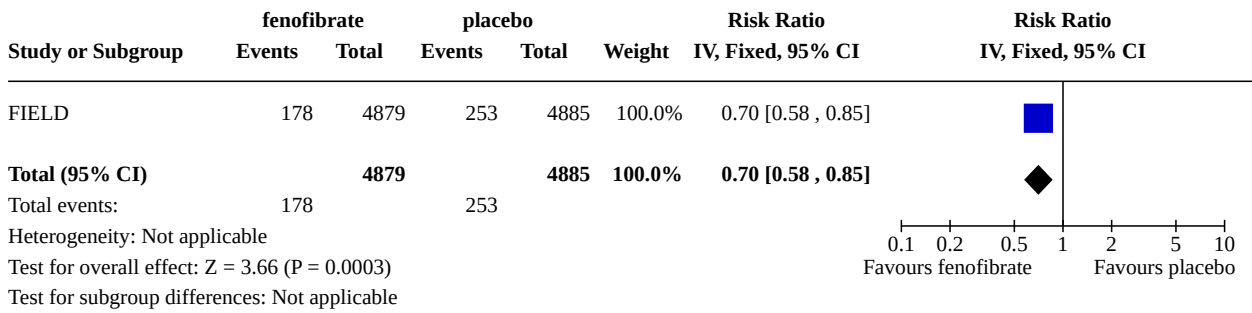 fenofibrate placebo Risk Ratio Risk Ratio
Study or Subgroup Events Total Events Total Weight IV, Fixed, 95% CI IV, Fixed, 95% CI
FIELD 178 4879 253 4885 100.0% 0.70 [0.58 , 0.85]
Total (95% CI) 4879 4885 100.0% 0.70 [0.58 , 0.85]
Total events: 178 253
Heterogeneity: Not applicable
0.1 0.2 0.5 1 2 5 10
Test for overall effect: Z = 3.66 (P = 0.0003)
Favours fenofibrate Favours placebo
Test for subgroup differences: Not applicable